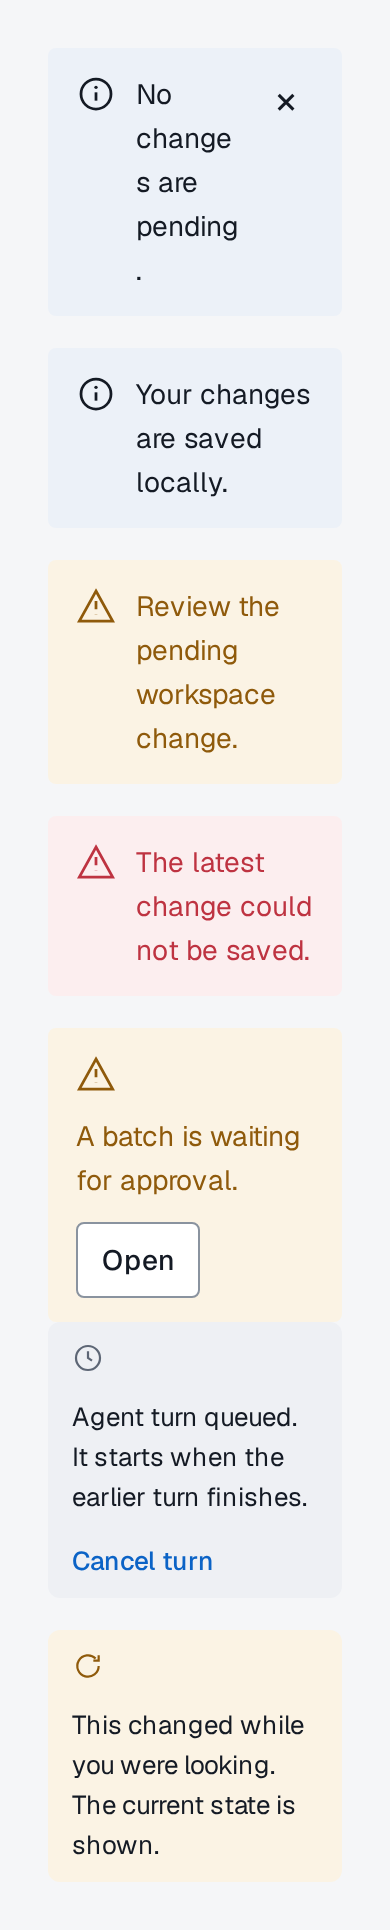 No
change
s are
pending
.
Your changes
are saved
locally.
Review the
pending
workspace
change.
The latest
change could
not be saved.
A batch is waiting
for approval.
Open
Agent turn queued.
It starts when the
earlier turn finishes.
Cancel turn
This changed while
you were looking.
The current state is
shown.